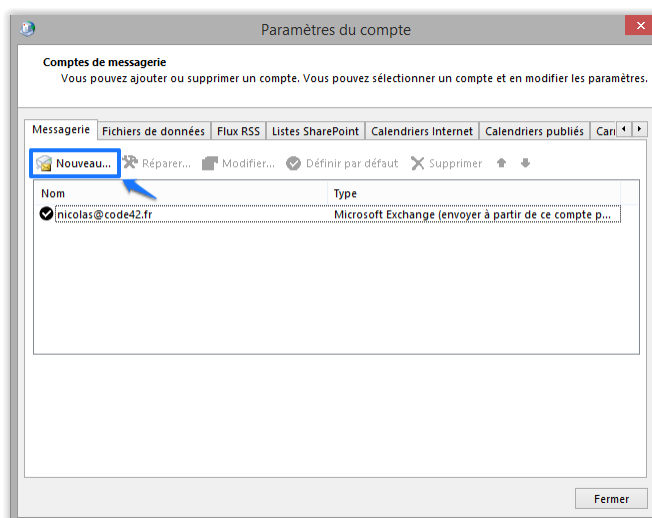 Paramètres du compte
Comptes de messagerie
Vous pouvez ajouter ou supprimer un compte. Vous pouvez sélectionner un compte et en modifier les paramètres.
Messagerie Fichiers de données Flux RSS Listes SharePoint Calendriers Internet Calendriers publiés Carı
Nouveau... Réparer... Modifier... Définir par défaut Supprimer
Nom Type
nicolas@code42.fr Microsoft Exchange (envoyer à partir de ce compte p...
Fermer